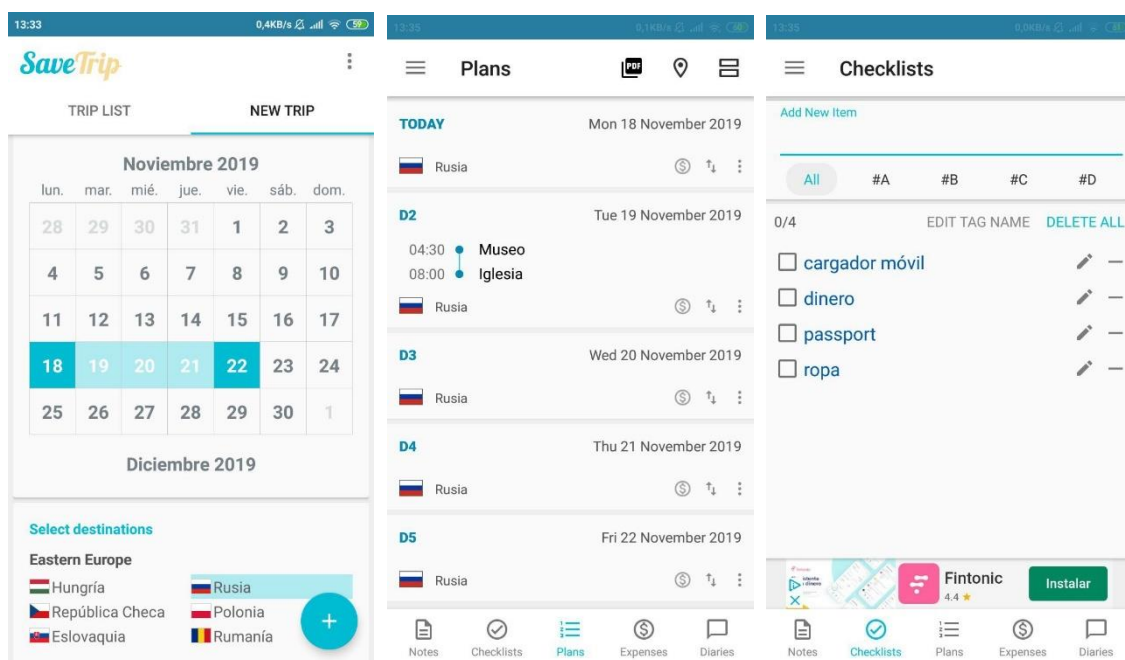 13:33
0,4KB/s
59
SaveTrip
TRIP LIST
NEW TRIP
Noviembre 2019
lun. mar. mié. jue. vie. sáb. dom.
28 29 30 31 1 2 3
4 5 6 7 8 9 10
11 12 13 14 15 16 17
18 19 20 21 22 23 24
25 26 27 28 29 30 1
Diciembre 2019
Select destinations
Eastern Europe
Hungría Rusia
República Checa Polonia
Eslovaquia Rumanía
+
13:35
0,1KB/s
Plans
PDF
TODAY Mon 18 November 2019
Rusia
D2 Tue 19 November 2019
04:30 Museo
08:00 Iglesia
Rusia
D3 Wed 20 November 2019
Rusia
D4 Thu 21 November 2019
Rusia
D5 Fri 22 November 2019
Rusia
Notes Checklists Plans Expenses Diaries
13:35
0,0KB/s
Checklists
Add New Item
All #A #B #C #D
0/4 EDIT TAG NAME DELETE ALL
cargador móvil
dinero
passport
ropa
Fintonic
4.4 ★
Instalar
Notes Checklists Plans Expenses Diaries